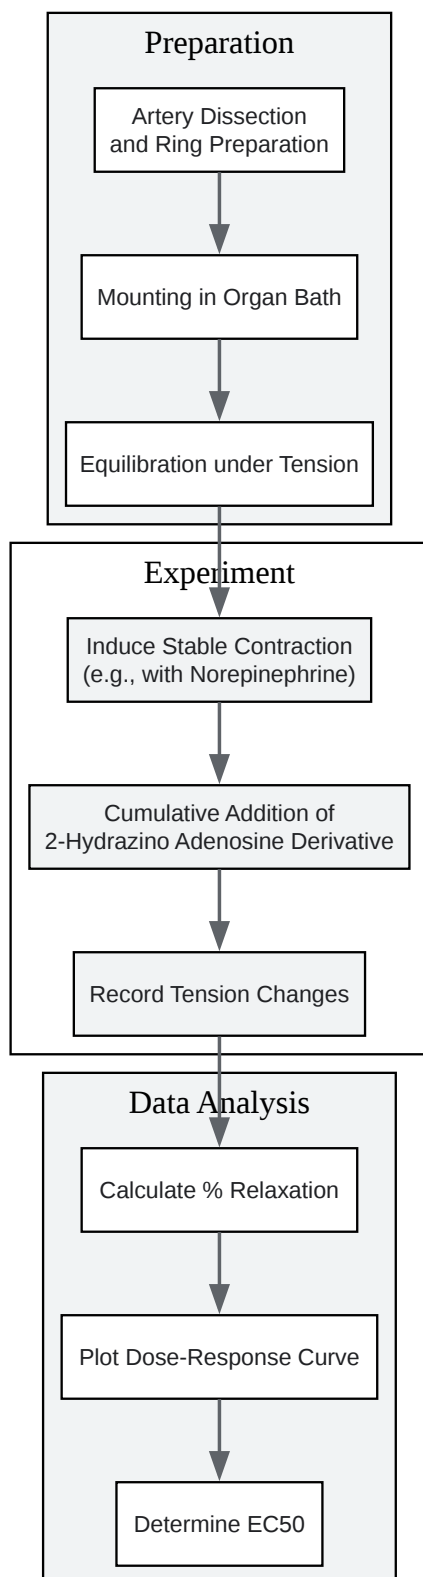 Preparation
Artery Dissection
and Ring Preparation
Mounting in Organ Bath
Equilibration under Tension
Experiment
Induce Stable Contraction
(e.g., with Norepinephrine)
Cumulative Addition of
2-Hydrazino Adenosine Derivative
Record Tension Changes
Data Analysis
Calculate % Relaxation
Plot Dose-Response Curve
Determine EC50